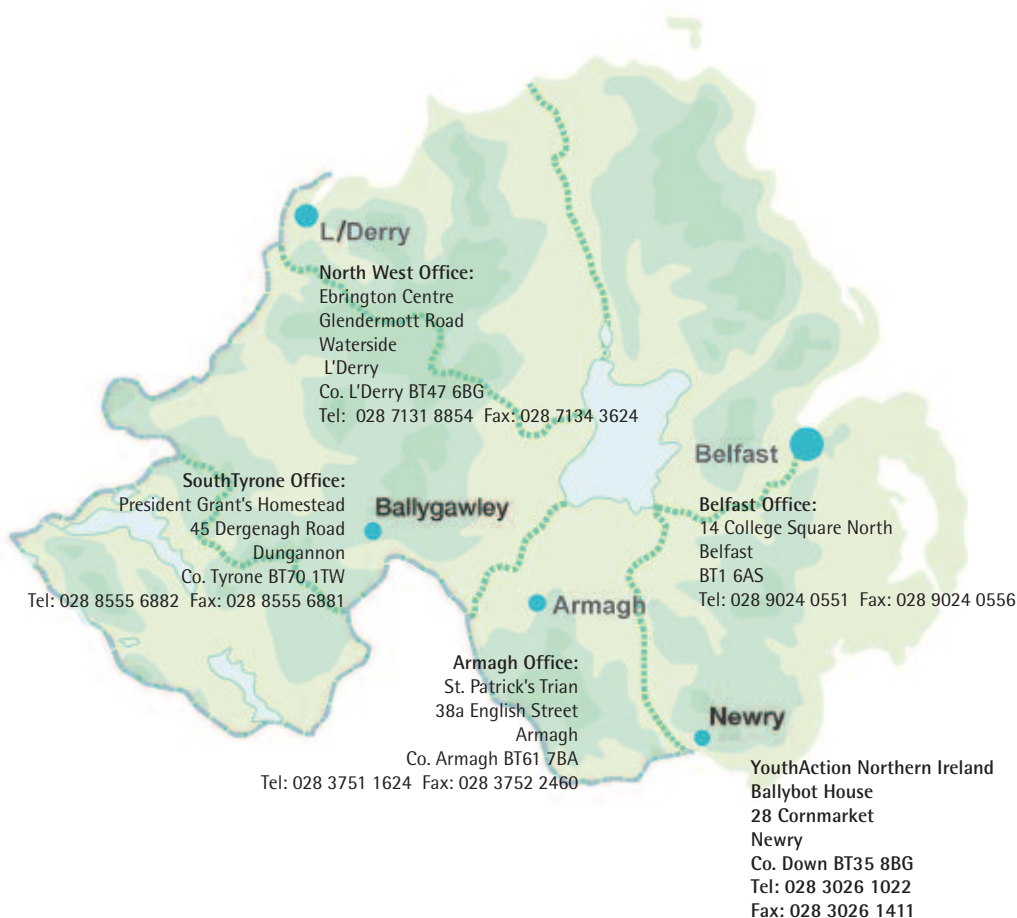 L/Derry
North West Office:
Ebrington Centre
Glendermott Road
Waterside
L'Derry
Co. L'Derry BT47 6BG
Tel: 028 7131 8854 Fax: 028 7134 3624
Belfast
Belfast Office:
14 College Square North
Belfast
BT1 6AS
Tel: 028 9024 0551 Fax: 028 9024 0556
Ballygawley
SouthTyrone Office:
President Grant's Homestead
45 Dergenagh Road
Dungannon
Co. Tyrone BT70 1TW
Tel: 028 8555 6882 Fax: 028 8555 6881
Armagh
Armagh Office:
St. Patrick's Trian
38a English Street
Armagh
Co. Armagh BT61 7BA
Tel: 028 3751 1624 Fax: 028 3752 2460
Newry
YouthAction Northern Ireland
Ballybot House
28 Cornmarket
Newry
Co. Down BT35 8BG
Tel: 028 3026 1022
Fax: 028 3026 1411